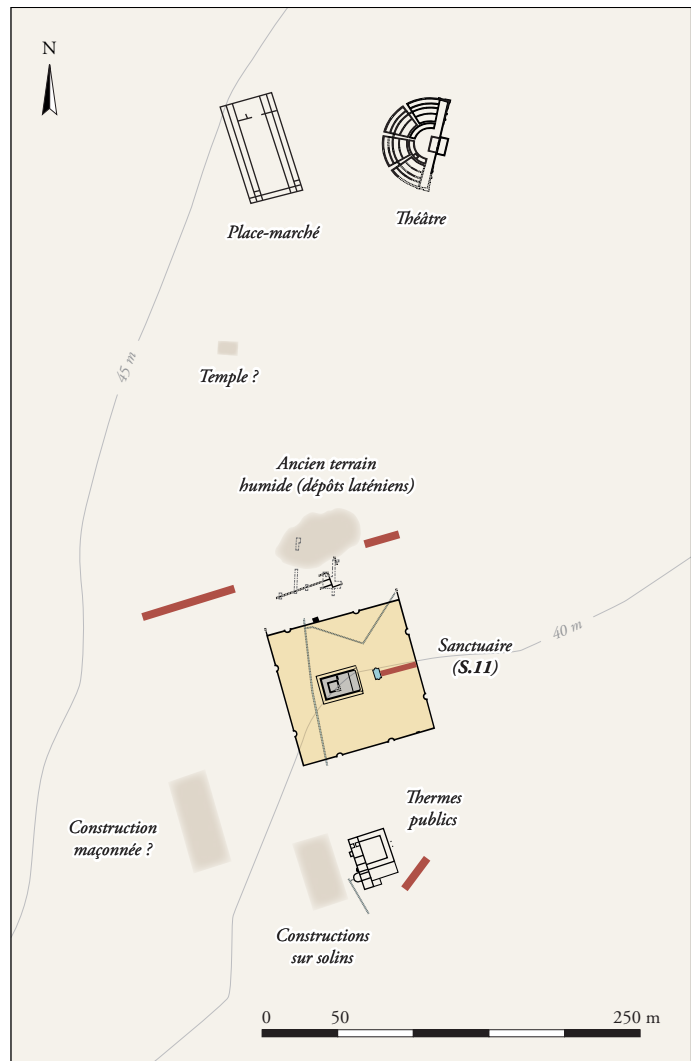 N
Place-marché
Théâtre
45 m
Temple ?
Ancien terrain
humide (dépôts laténiens)
40 m
Sanctuaire
(S.11)
Thermes
publics
Construction
maçonnée ?
Constructions
sur solins
0 50 250 m